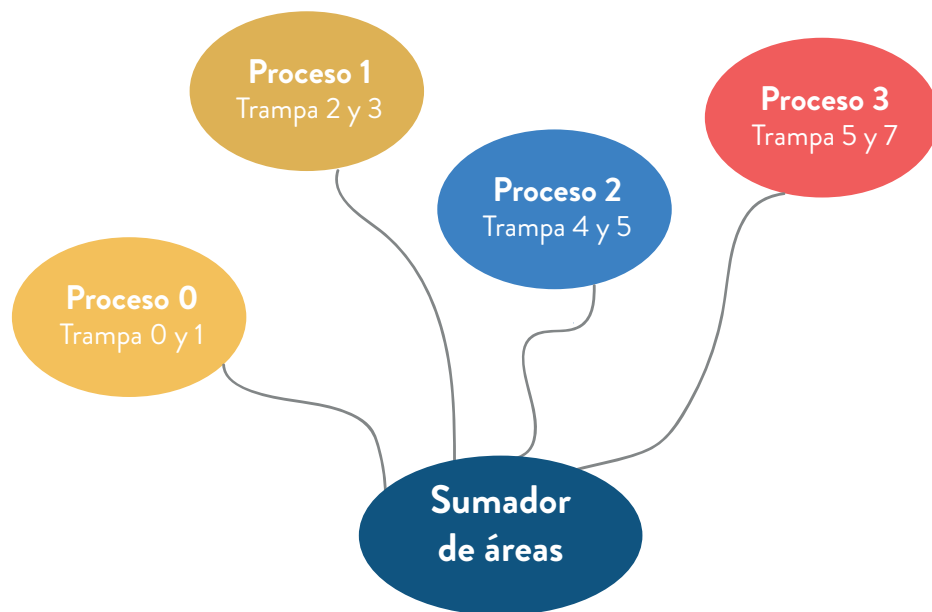 Proceso 1
Trampa 2 y 3
Proceso 3
Trampa 5 y 7
Proceso 2
Trampa 4 y 5
Proceso 0
Trampa 0 y 1
Sumador
de áreas